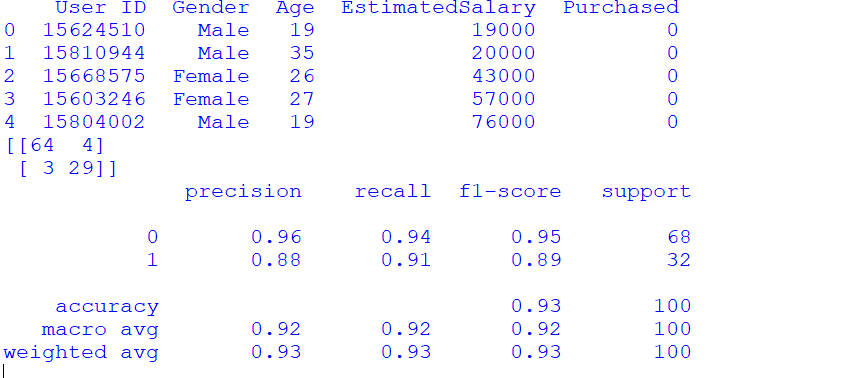 User ID Gender Age EstimatedSalary Purchased
0 15624510 Male 19 19000 0
1 15810944 Male 35 20000 0
2 15668575 Female 26 43000 0
3 15603246 Female 27 57000 0
4 15804002 Male 19 76000 0
[[64 4]
[ 3 29]]
precision recall f1-score support
0 0.96 0.94 0.95 68
1 0.88 0.91 0.89 32
accuracy 0.93 100
macro avg 0.92 0.92 0.92 100
weighted avg 0.93 0.93 0.93 100